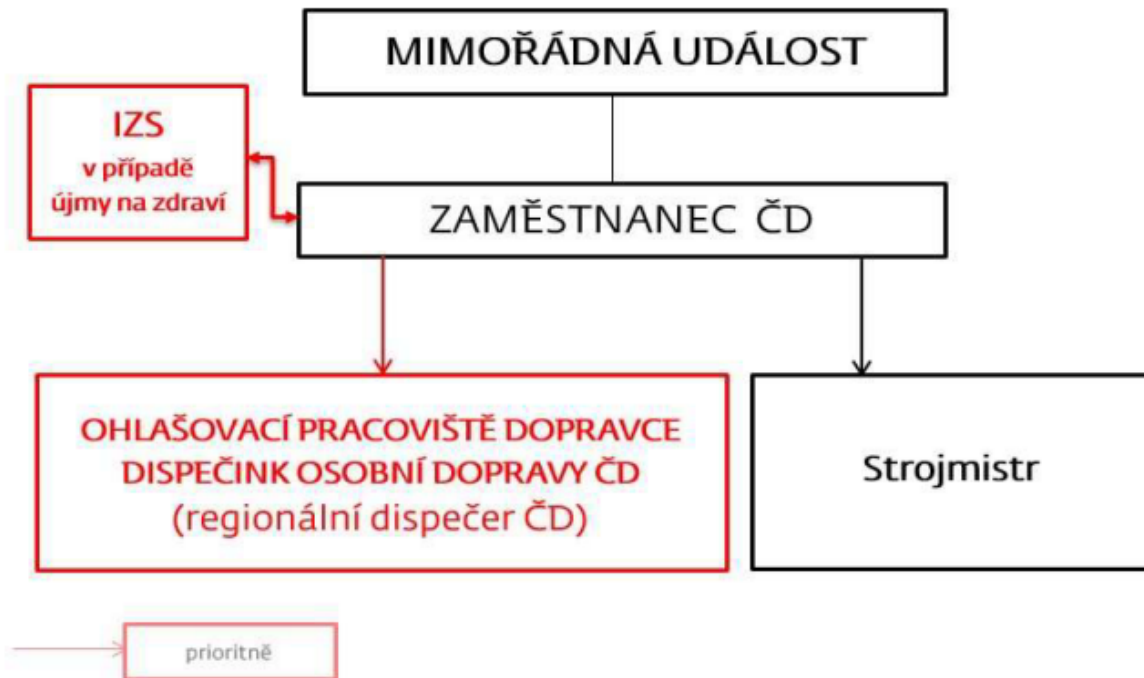 MIMOŘÁDNÁ UDÁLOST
IZS
v případě
újmy na zdraví
ZAMĚSTNANEC ČD
OHLAŠOVACÍ PRACOVIŠTĚ DOPRAVCE
DISPEČINK OSOBNÍ DOPRAVY ČD
(regionální dispečer ČD)
Strojmistr
prioritně